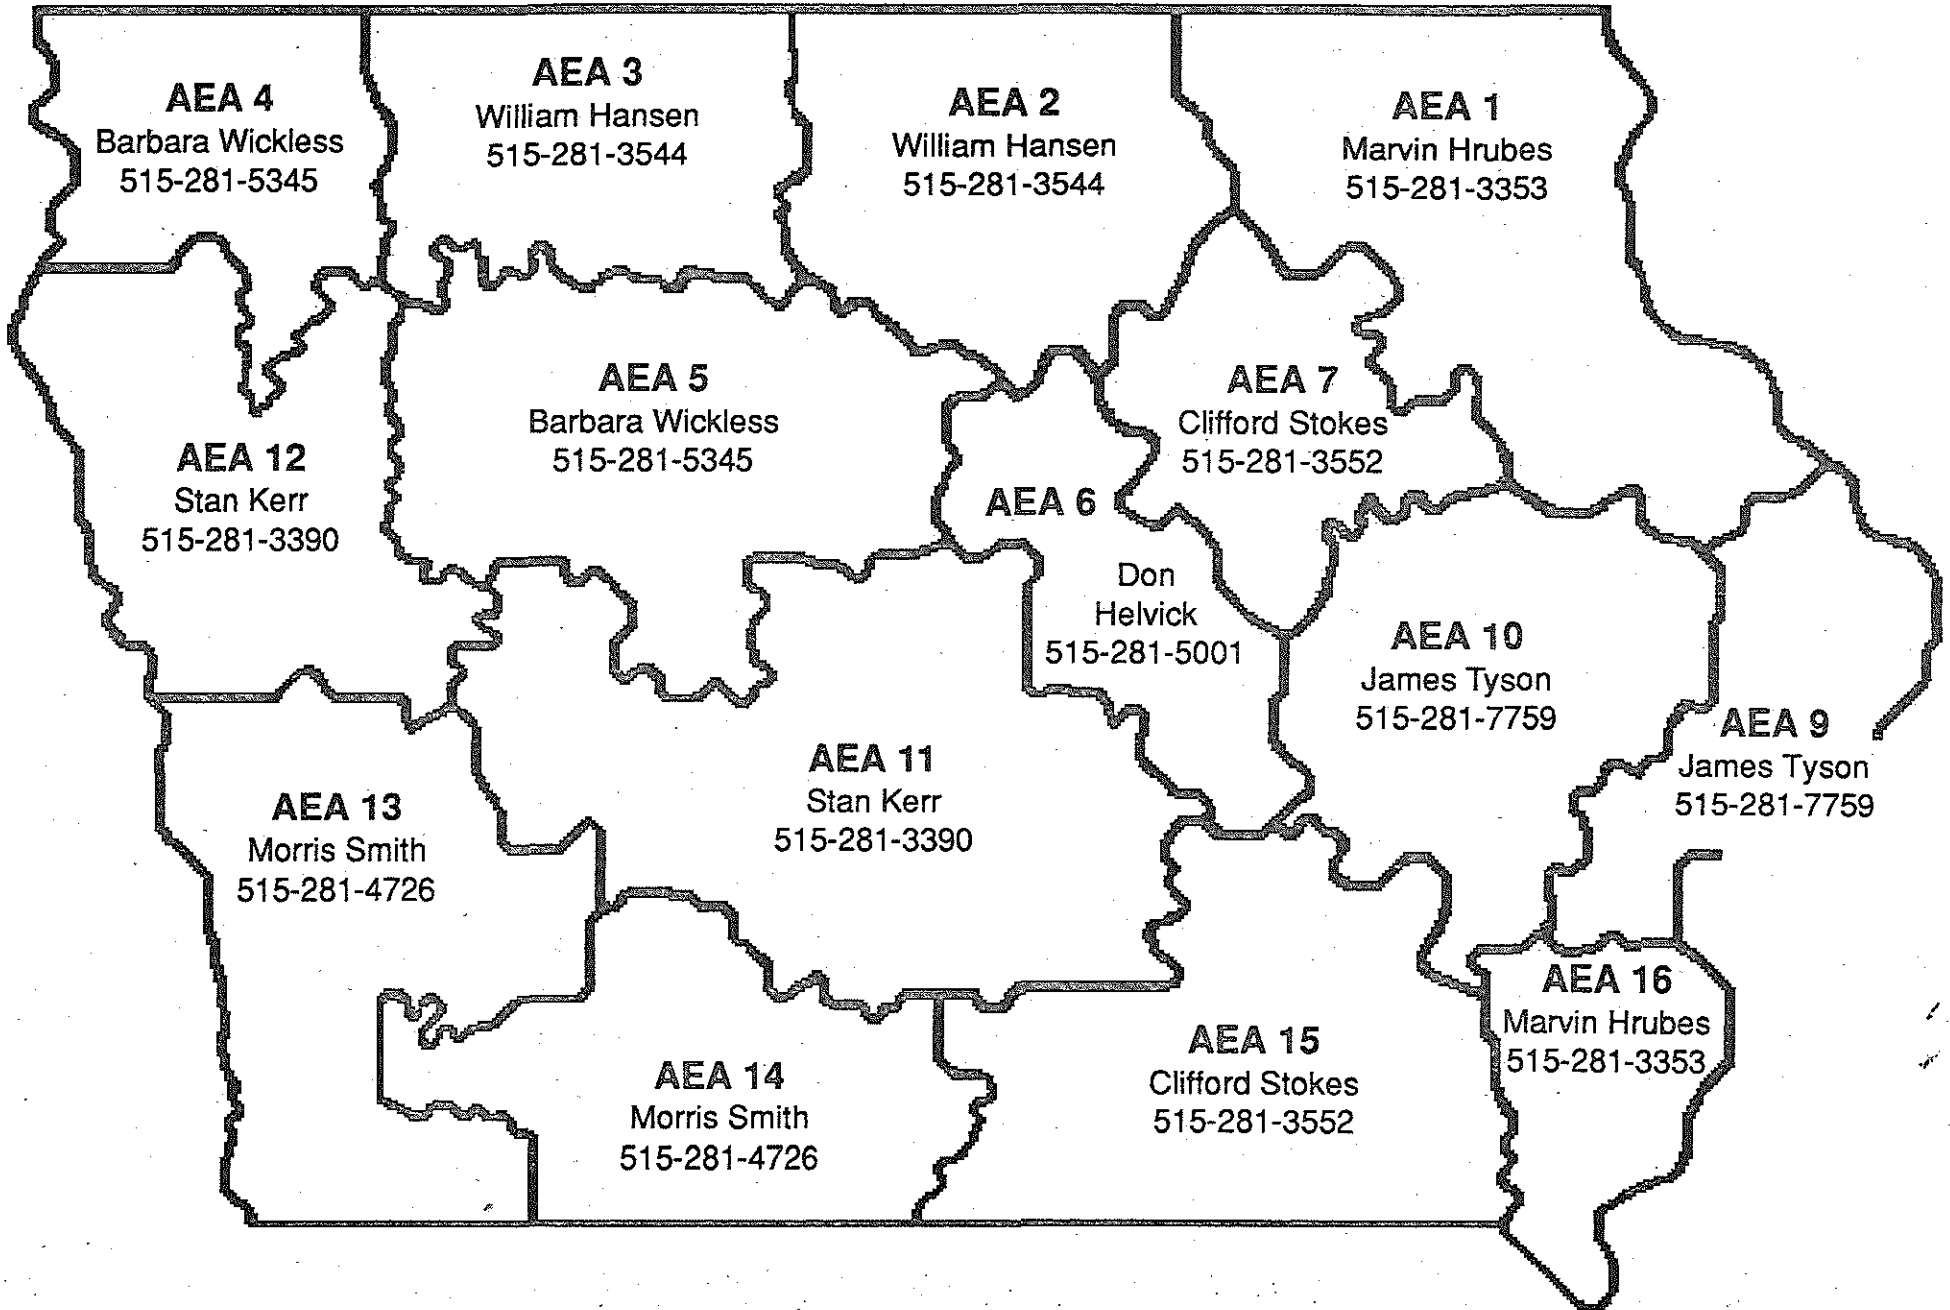 AEA 4
Barbara Wickless
515-281-5345
AEA 3
William Hansen
515-281-3544
AEA 2
William Hansen
515-281-3544
AEA 1
Marvin Hrubes
515-281-3353
AEA 12
Stan Kerr
515-281-3390
AEA 5
Barbara Wickless
515-281-5345
AEA 6
Don
Helvick
515-281-5001
AEA 7
Clifford Stokes
515-281-3552
AEA 10
James Tyson
515-281-7759
AEA 9
James Tyson
515-281-7759
AEA 13
Morris Smith
515-281-4726
AEA 11
Stan Kerr
515-281-3390
AEA 14
Morris Smith
515-281-4726
AEA 15
Clifford Stokes
515-281-3552
AEA 16
Marvin Hrubes
515-281-3353